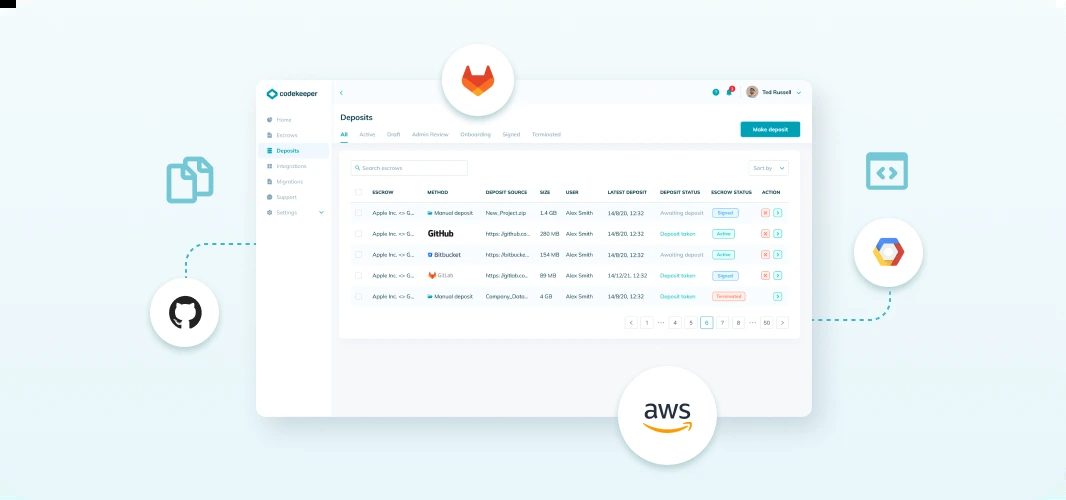 codekeeper
Ted Russell
Home
Escrows
Deposits
Integrations
Migrations
Support
Settings
Deposits
All Active Draft Admin Review Onboarding Signed Terminated
Make deposit
Search escrows
Sort by
ESCROW METHOD DEPOSIT SOURCE SIZE USER LATEST DEPOSIT DEPOSIT STATUS ESCROW STATUS ACTION
Apple Inc. <> G... Manual deposit New_Project.zip 1.4 GB Alex Smith 14/8/20, 12:32 Awaiting deposit Signed
Apple Inc. <> G... GitHub https://github.co... 280 MB Alex Smith 14/8/20, 12:32 Deposit taken Active
Apple Inc. <> G... Bitbucket https://bitbucke... 154 MB Alex Smith 14/8/20, 12:32 Awaiting deposit Active
Apple Inc. <> G... GitLab https://gitlab.co... 89 MB Alex Smith 14/12/21, 12:32 Deposit taken Signed
Apple Inc. <> G... Manual deposit Company_Data... 4 GB Alex Smith 14/8/20, 12:32 Deposit taken Terminated
< 1 ••• 4 5 6 7 8 ••• 50 >
aws